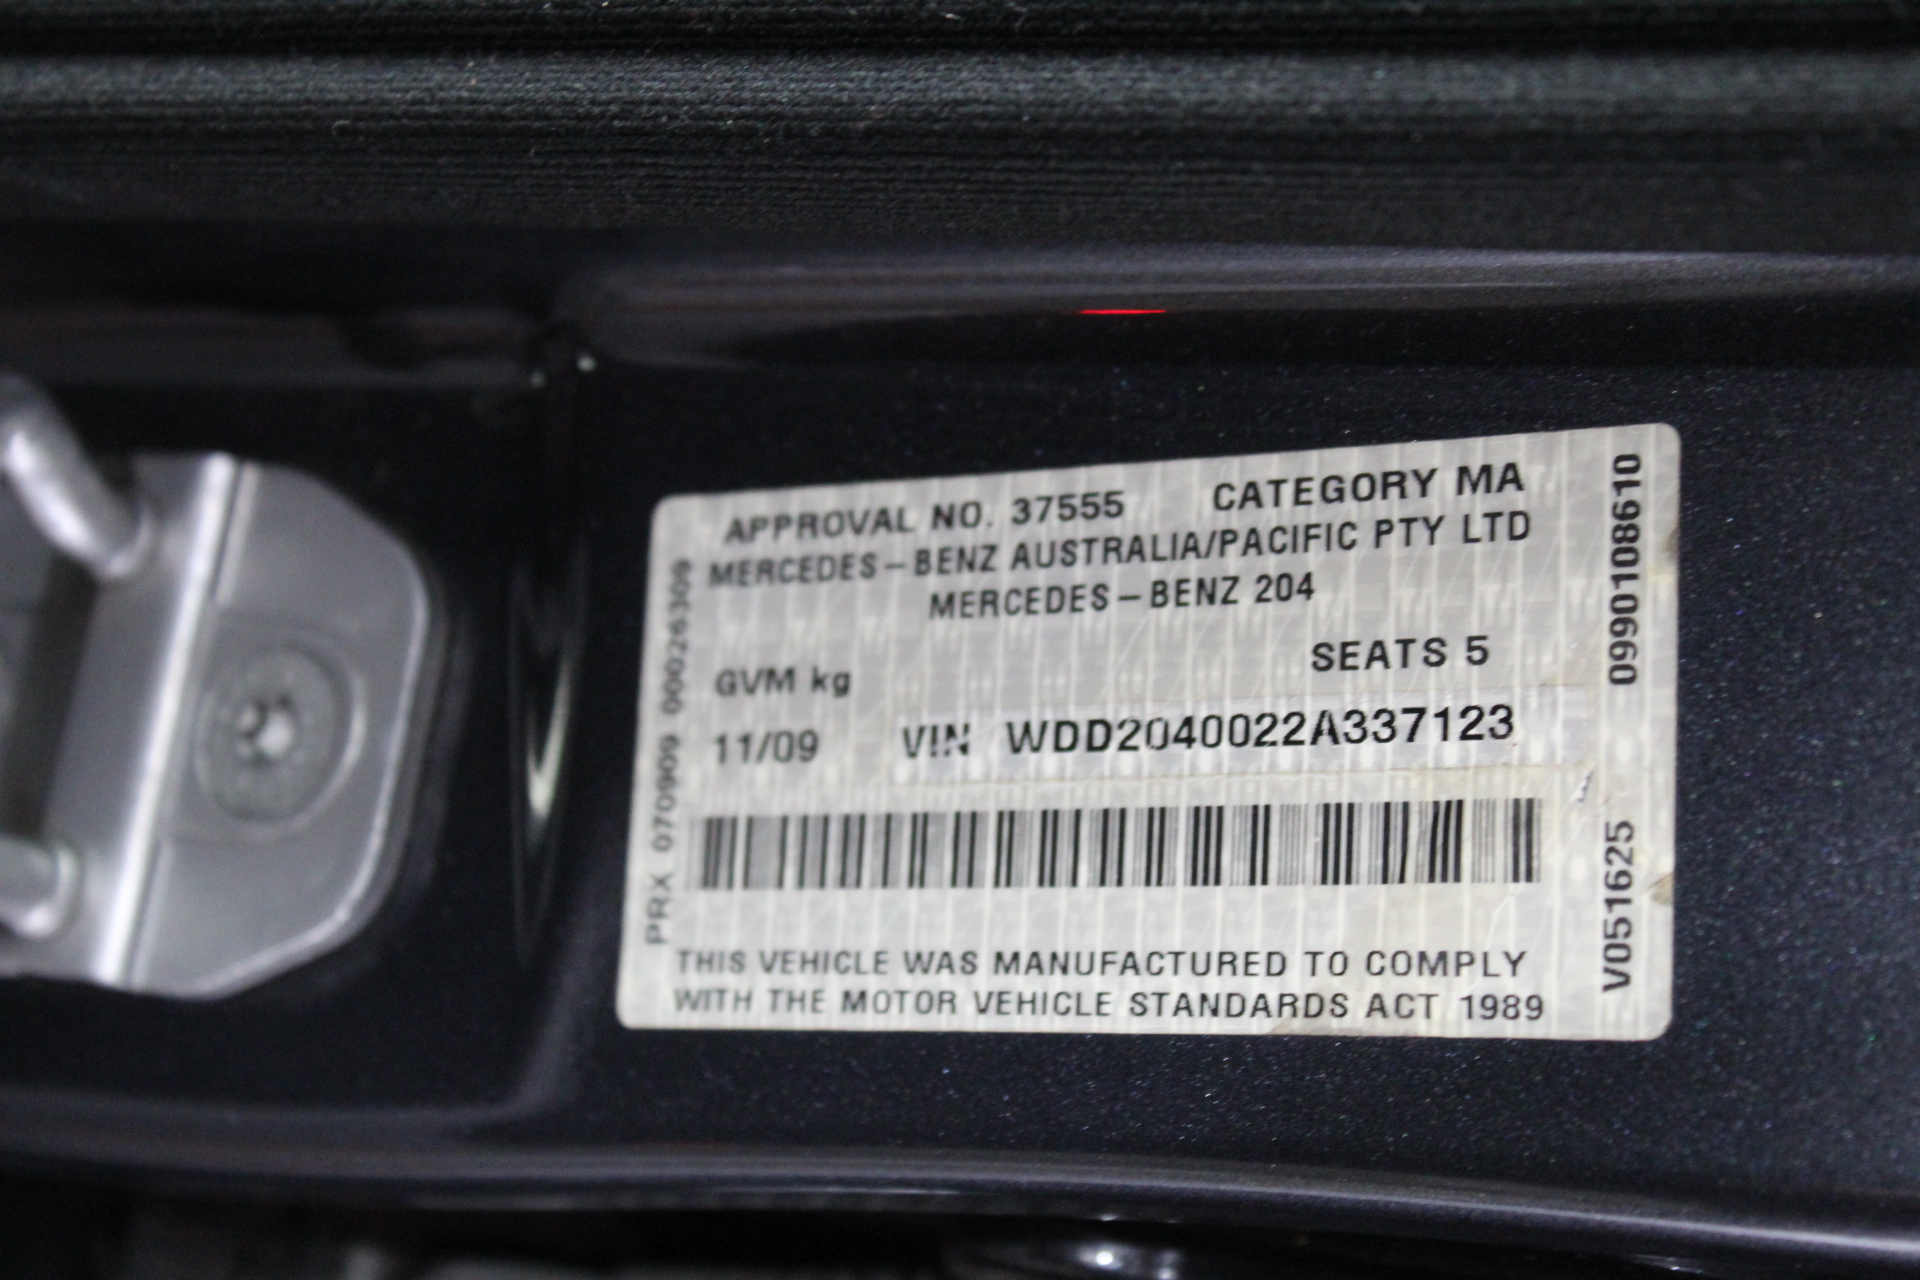 APPROVAL NO. 37555 CATEGORY MA
MERCEDES-BENZ AUSTRALIA/PACIFIC PTY LTD
MERCEDES-BENZ 204
SEATS 5
GVM kg
11/09 VIN WDD2040022A337123
THIS VEHICLE WAS MANUFACTURED TO COMPLY
WITH THE MOTOR VEHICLE STANDARDS ACT 1989
PRX 070909 00026309
V0516625 0990108610